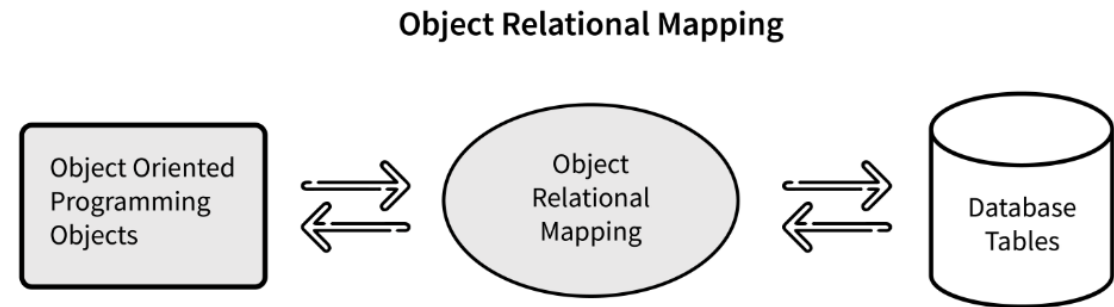 Object Relational Mapping
Object Oriented
Programming
Objects
Object
Relational
Mapping
Database
Tables